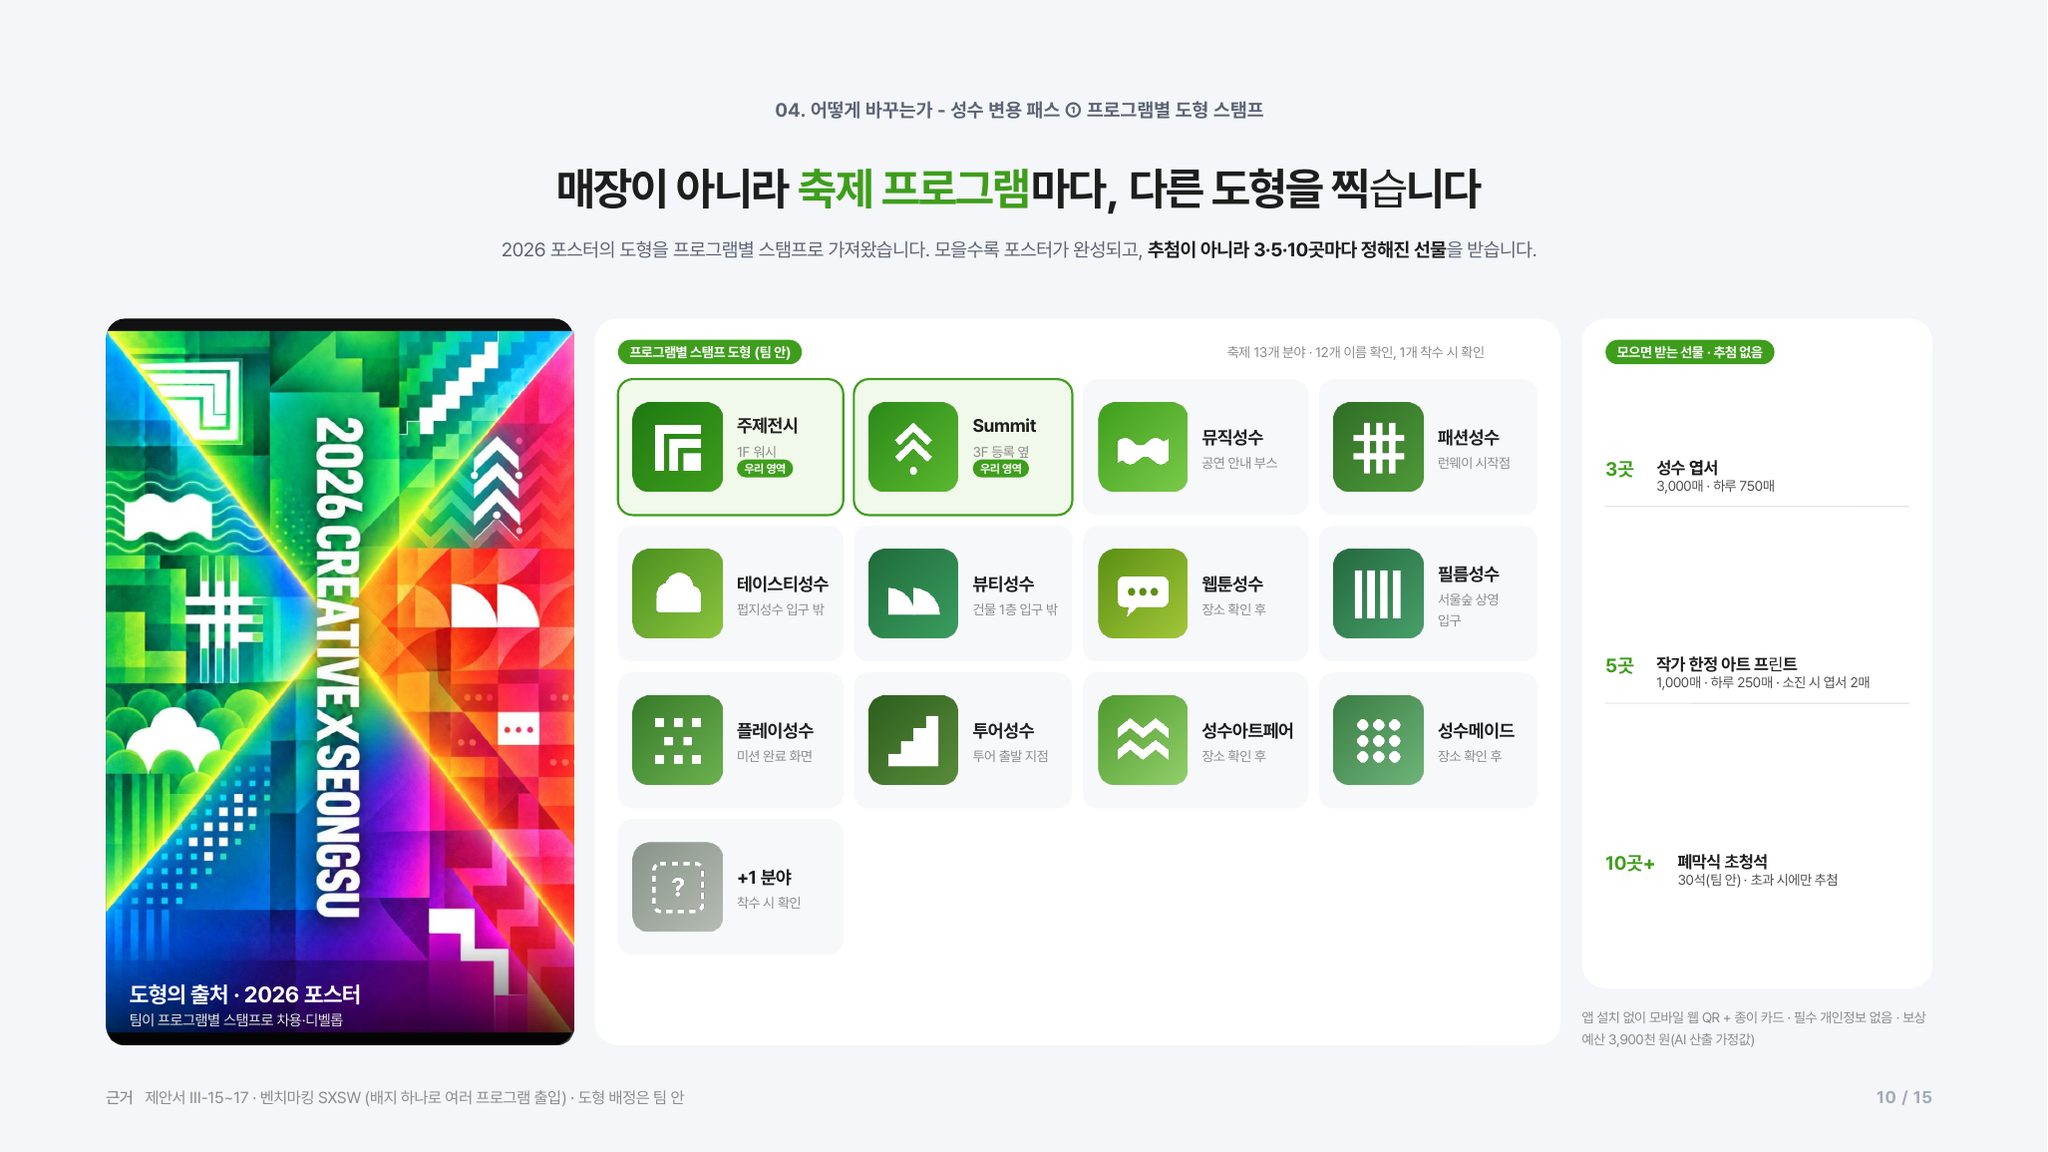 04. 어떻게 바꾸는가 - 성수 변용 패스 ① 프로그램별 도형 스탬프
매장이 아니라 축제 프로그램마다, 다른 도형을 찍습니다
2026 포스터의 도형을 프로그램별 스탬프로 가져왔습니다. 모을수록 포스터가 완성되고, 추첨이 아니라 3·5·10곳마다 정해진 선물을 받습니다.
2026 CREATIVE X SEONGSU
도형의 출처 · 2026 포스터
팀이 프로그램별 스탬프로 차용·디벨롭
프로그램별 스탬프 도형 (팀 안)
축제 13개 분야 · 12개 이름 확인, 1개 착수 시 확인
주제전시
1F 워시
우리 영역
Summit
3F 등록 옆
우리 영역
뮤직성수
공연 안내 부스
패션성수
런웨이 시작점
테이스티성수
펍지성수 입구 밖
뷰티성수
건물 1층 입구 밖
웹툰성수
장소 확인 후
필름성수
서울숲 상영
입구
플레이성수
미션 완료 화면
투어성수
투어 출발 지점
성수아트페어
장소 확인 후
성수메이드
장소 확인 후
?
+1 분야
착수 시 확인
모으면 받는 선물 · 추첨 없음
3곳
성수 엽서
3,000매 · 하루 750매
5곳
작가 한정 아트 프린트
1,000매 · 하루 250매 · 소진 시 엽서 2매
10곳+
폐막식 초청석
30석(팀 안) · 초과 시에만 추첨
앱 설치 없이 모바일 웹 QR + 종이 카드 · 필수 개인정보 없음 · 보상
예산 3,900천 원(AI 산출 가정값)
근거 제안서 III-15~17 · 벤치마킹 SXSW (배지 하나로 여러 프로그램 출입) · 도형 배정은 팀 안
10 / 15